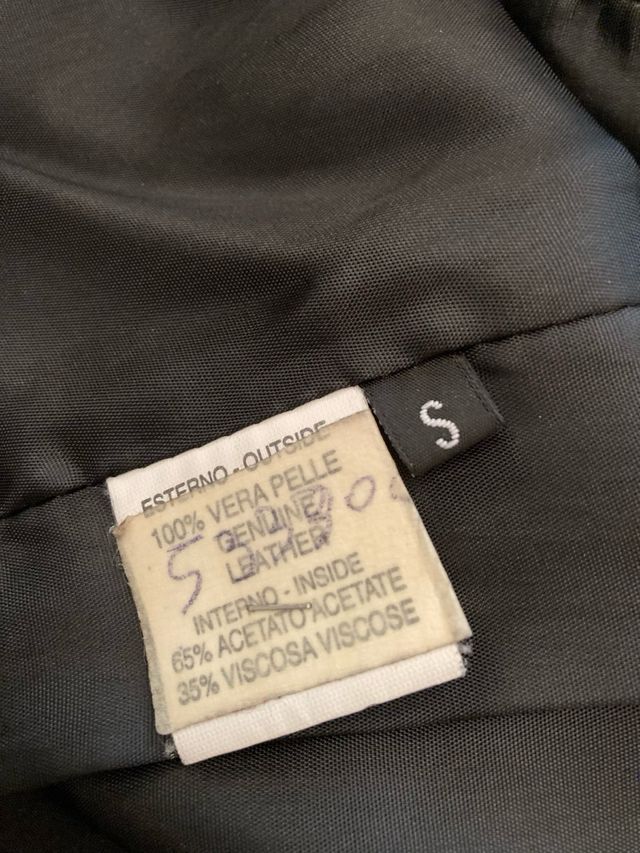 S
ESTERNO - OUTSIDE
100% VERA PELLE
GENUINE
LEATHER
INTERNO - INSIDE
65% ACETATO ACETATE
35% VISCOSA VISCOSE